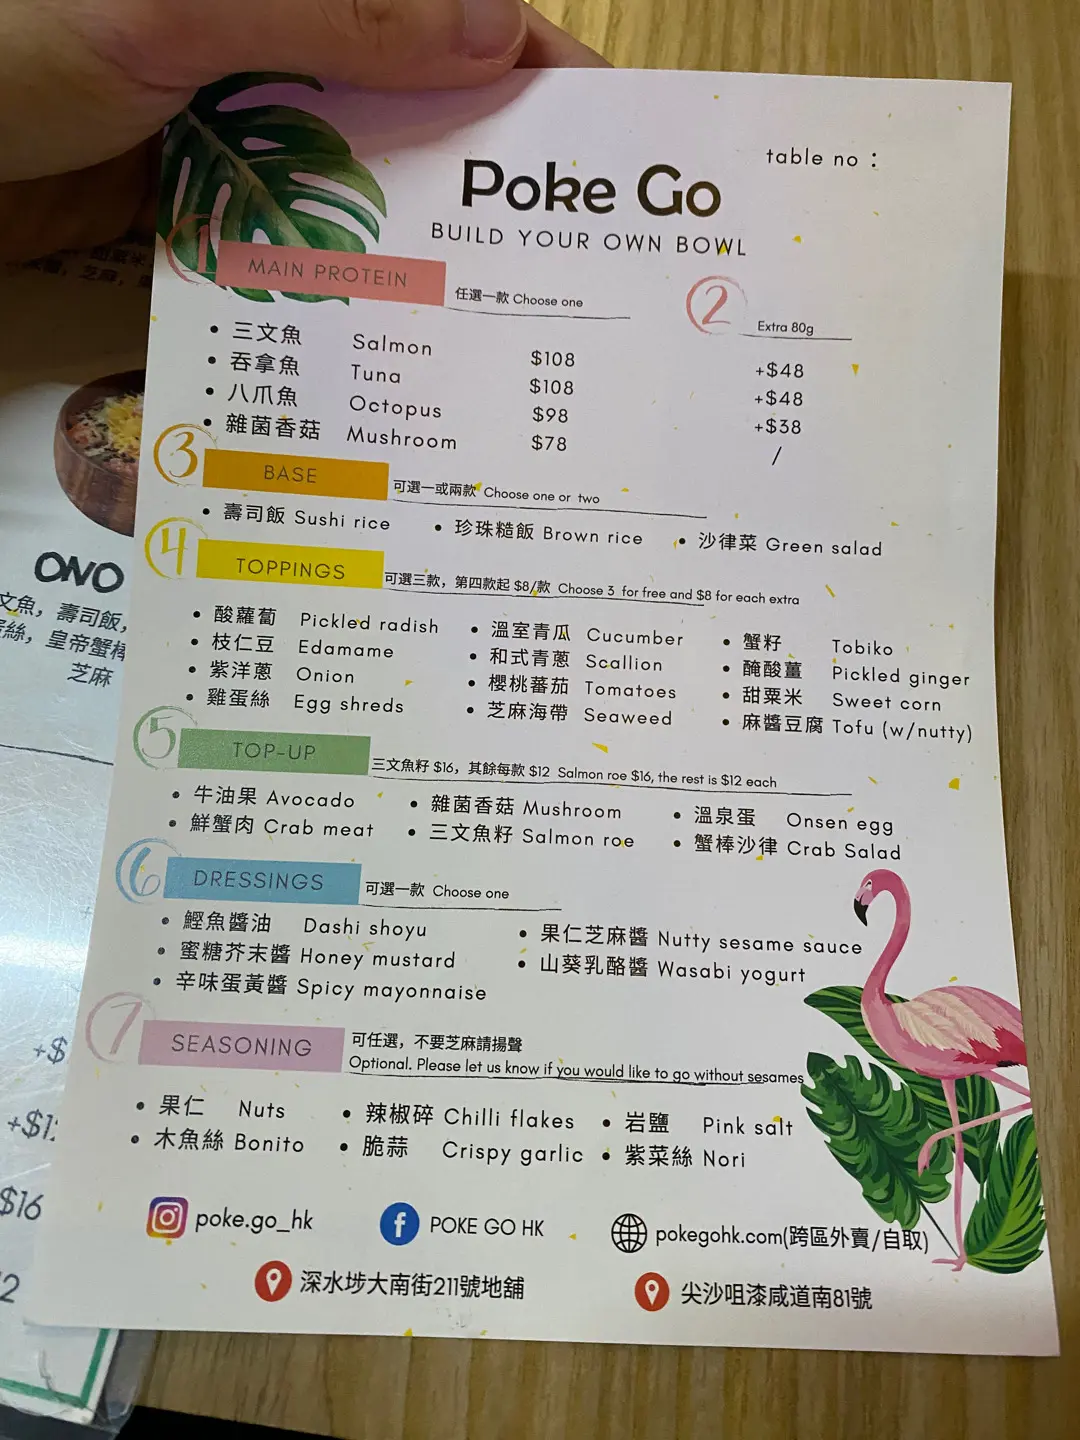 table no：
Poke Go
BUILD YOUR OWN BOWL
1 MAIN PROTEIN 任選一款 Choose one
2 Extra 80g
• 三文魚 Salmon $108 +$48
• 吞拿魚 Tuna $108 +$48
• 八爪魚 Octopus $98 +$38
• 雜菌香菇 Mushroom $78 /
3 BASE 可選一或兩款 Choose one or two
• 壽司飯 Sushi rice • 珍珠糙飯 Brown rice • 沙律菜 Green salad
4 TOPPINGS 可選三款，第四款起 $8/款 Choose 3 for free and $8 for each extra
• 酸蘿蔔 Pickled radish • 溫室青瓜 Cucumber • 蟹籽 Tobiko
• 枝仁豆 Edamame • 和式青蔥 Scallion • 醃酸薑 Pickled ginger
• 紫洋蔥 Onion • 櫻桃蕃茄 Tomatoes • 甜粟米 Sweet corn
• 雞蛋絲 Egg shreds • 芝麻海帶 Seaweed • 麻醬豆腐 Tofu (w/nutty)
5 TOP-UP 三文魚籽 $16，其餘每款 $12 Salmon roe $16, the rest is $12 each
• 牛油果 Avocado • 雜菌香菇 Mushroom • 溫泉蛋 Onsen egg
• 鮮蟹肉 Crab meat • 三文魚籽 Salmon roe • 蟹棒沙律 Crab Salad
6 DRESSINGS 可選一款 Choose one
• 鰹魚醬油 Dashi shoyu • 果仁芝麻醬 Nutty sesame sauce
• 蜜糖芥末醬 Honey mustard • 山葵乳酪醬 Wasabi yogurt
• 辛味蛋黃醬 Spicy mayonnaise
7 SEASONING 可任選，不要芝麻請揚聲
Optional. Please let us know if you would like to go without sesames
• 果仁 Nuts • 辣椒碎 Chilli flakes • 岩鹽 Pink salt
• 木魚絲 Bonito • 脆蒜 Crispy garlic • 紫菜絲 Nori
poke.go_hk POKE GO HK pokegohk.com(跨區外賣/自取)
深水埗大南街211號地舖 尖沙咀漆咸道南81號
ONO
文魚，壽司飯，
蛋絲，皇帝蟹棒
芝麻
+$
+$1
$16
2